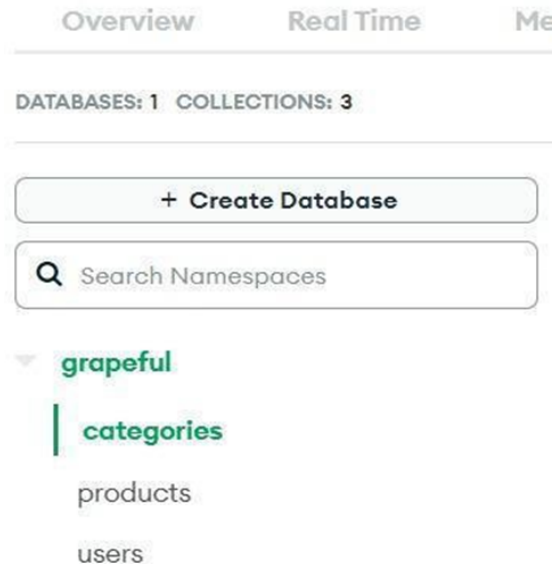 Overview Real Time Me
DATABASES: 1 COLLECTIONS: 3
+ Create Database
Search Namespaces
grapeful
categories
products
users